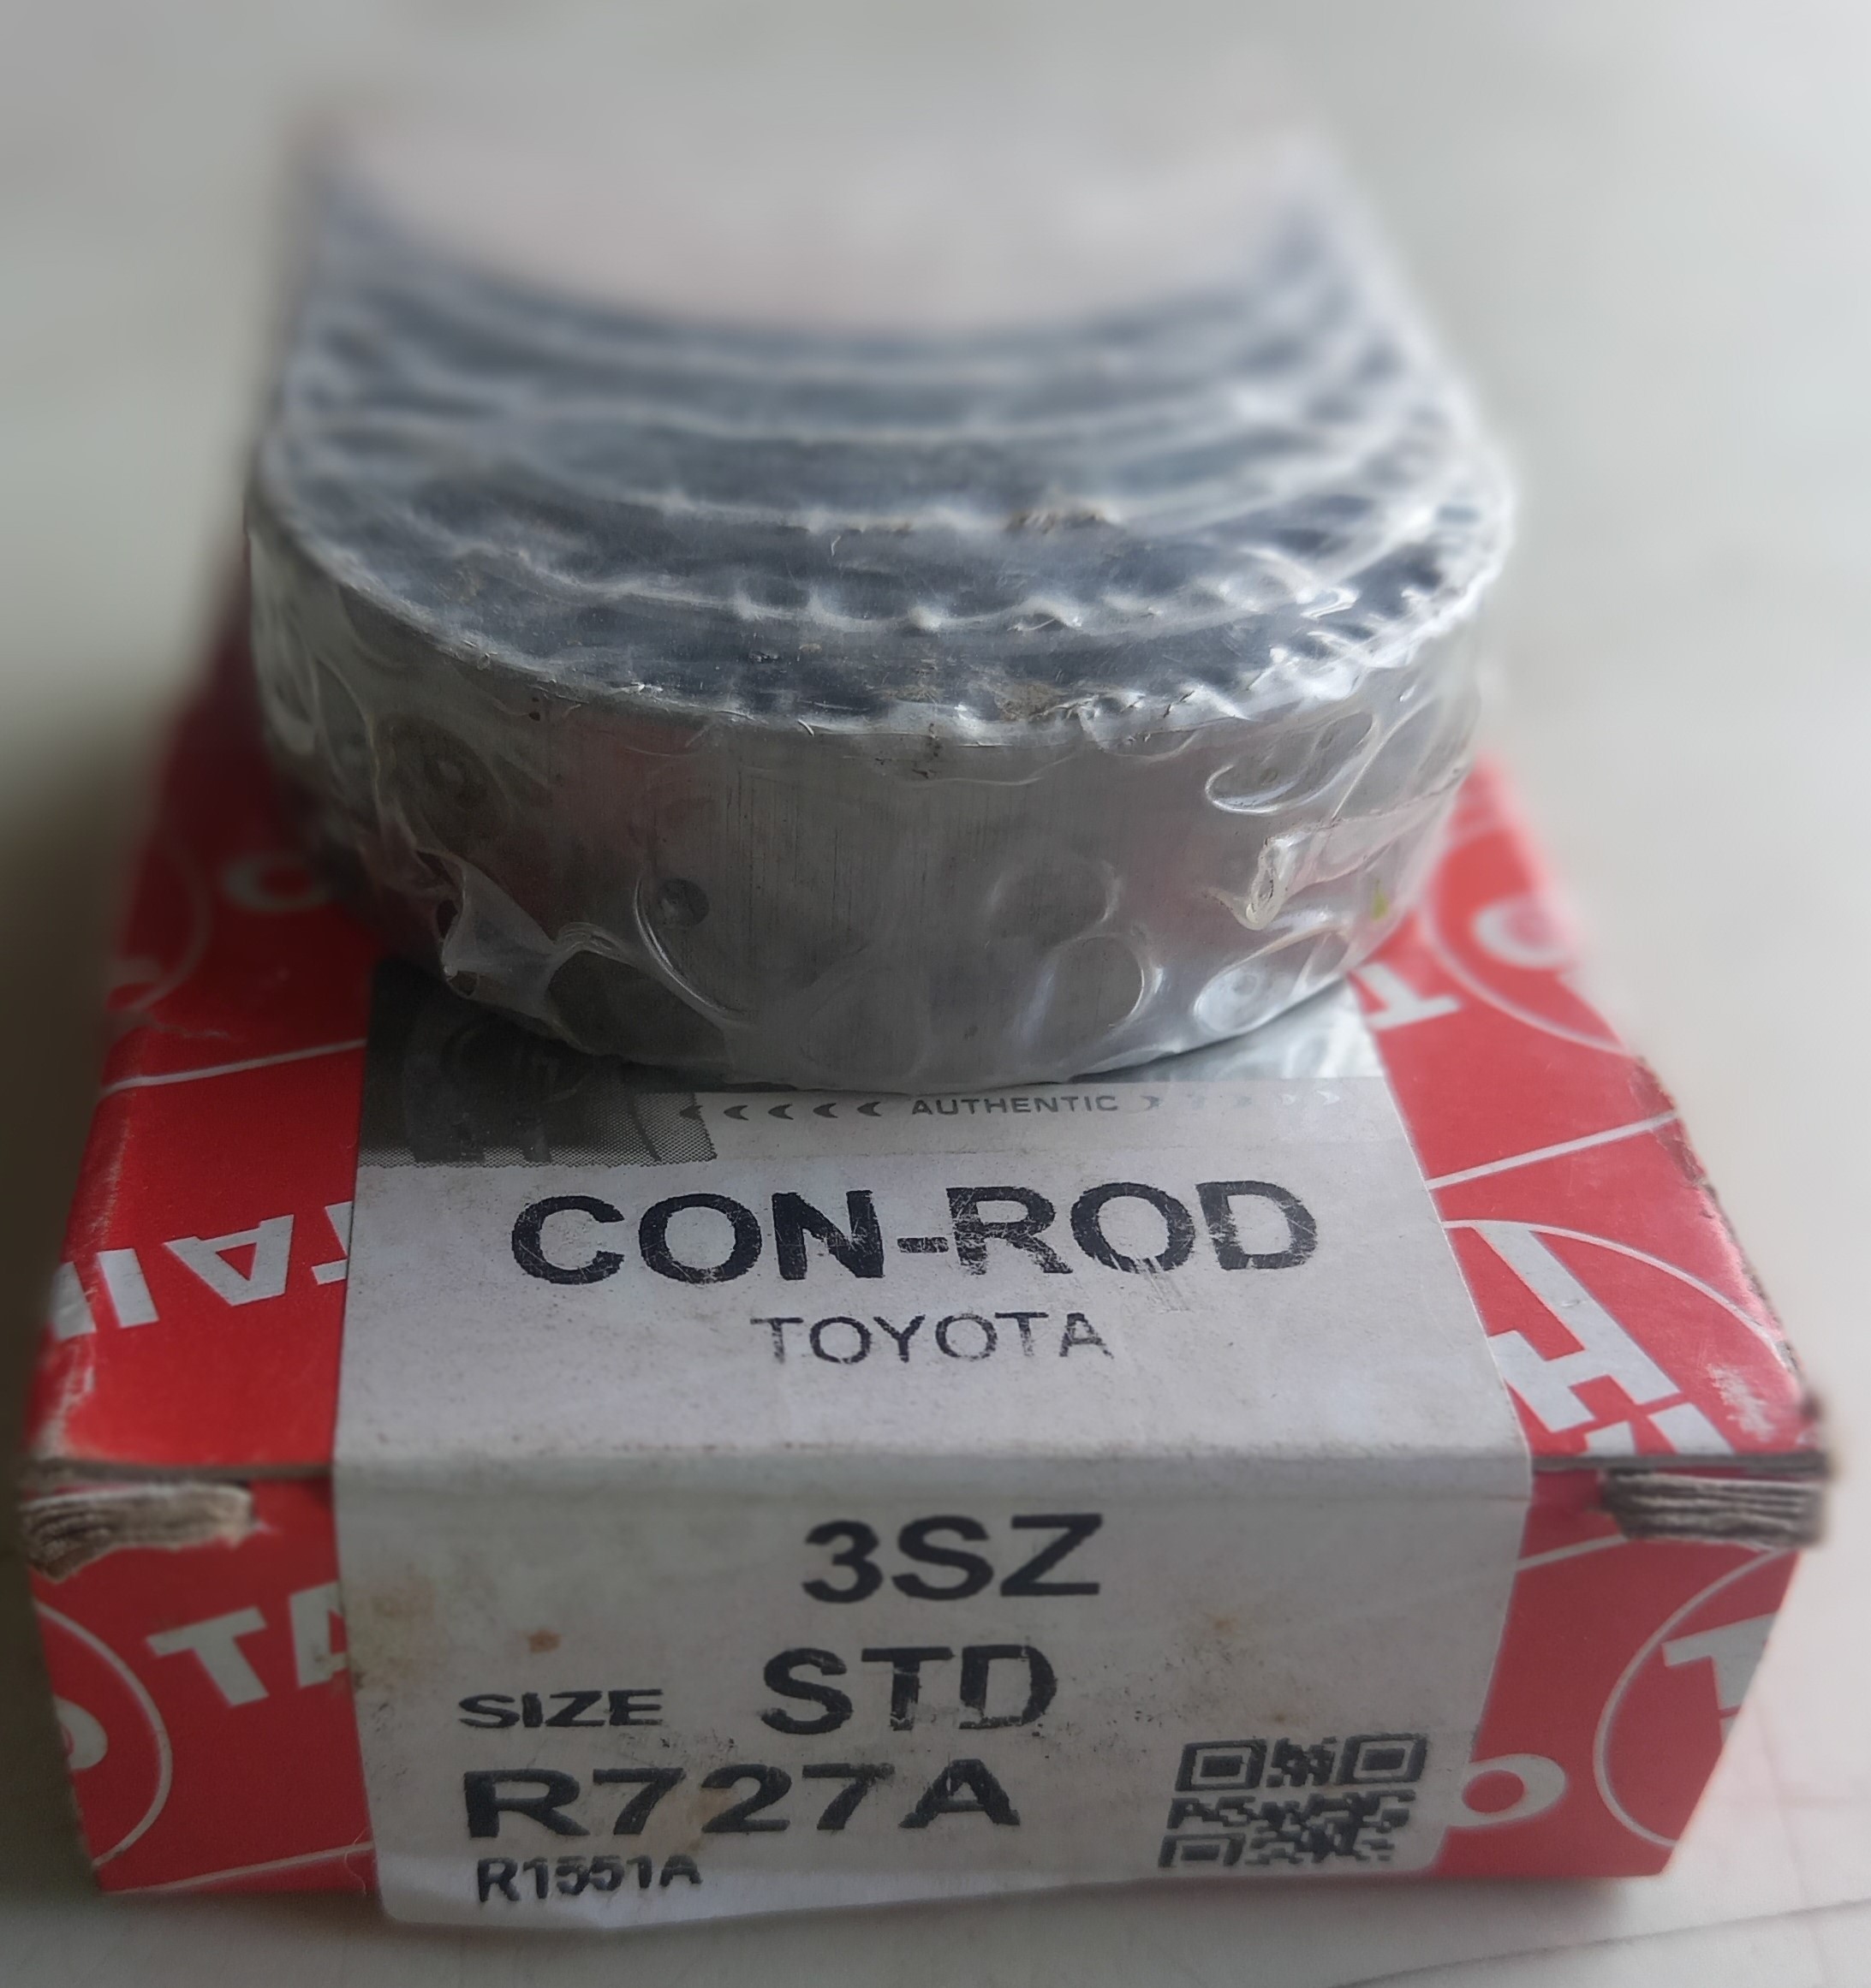 AUTHENTIC
CON-ROD
TOYOTA
3SZ
SIZE STD
R727A
R1551A